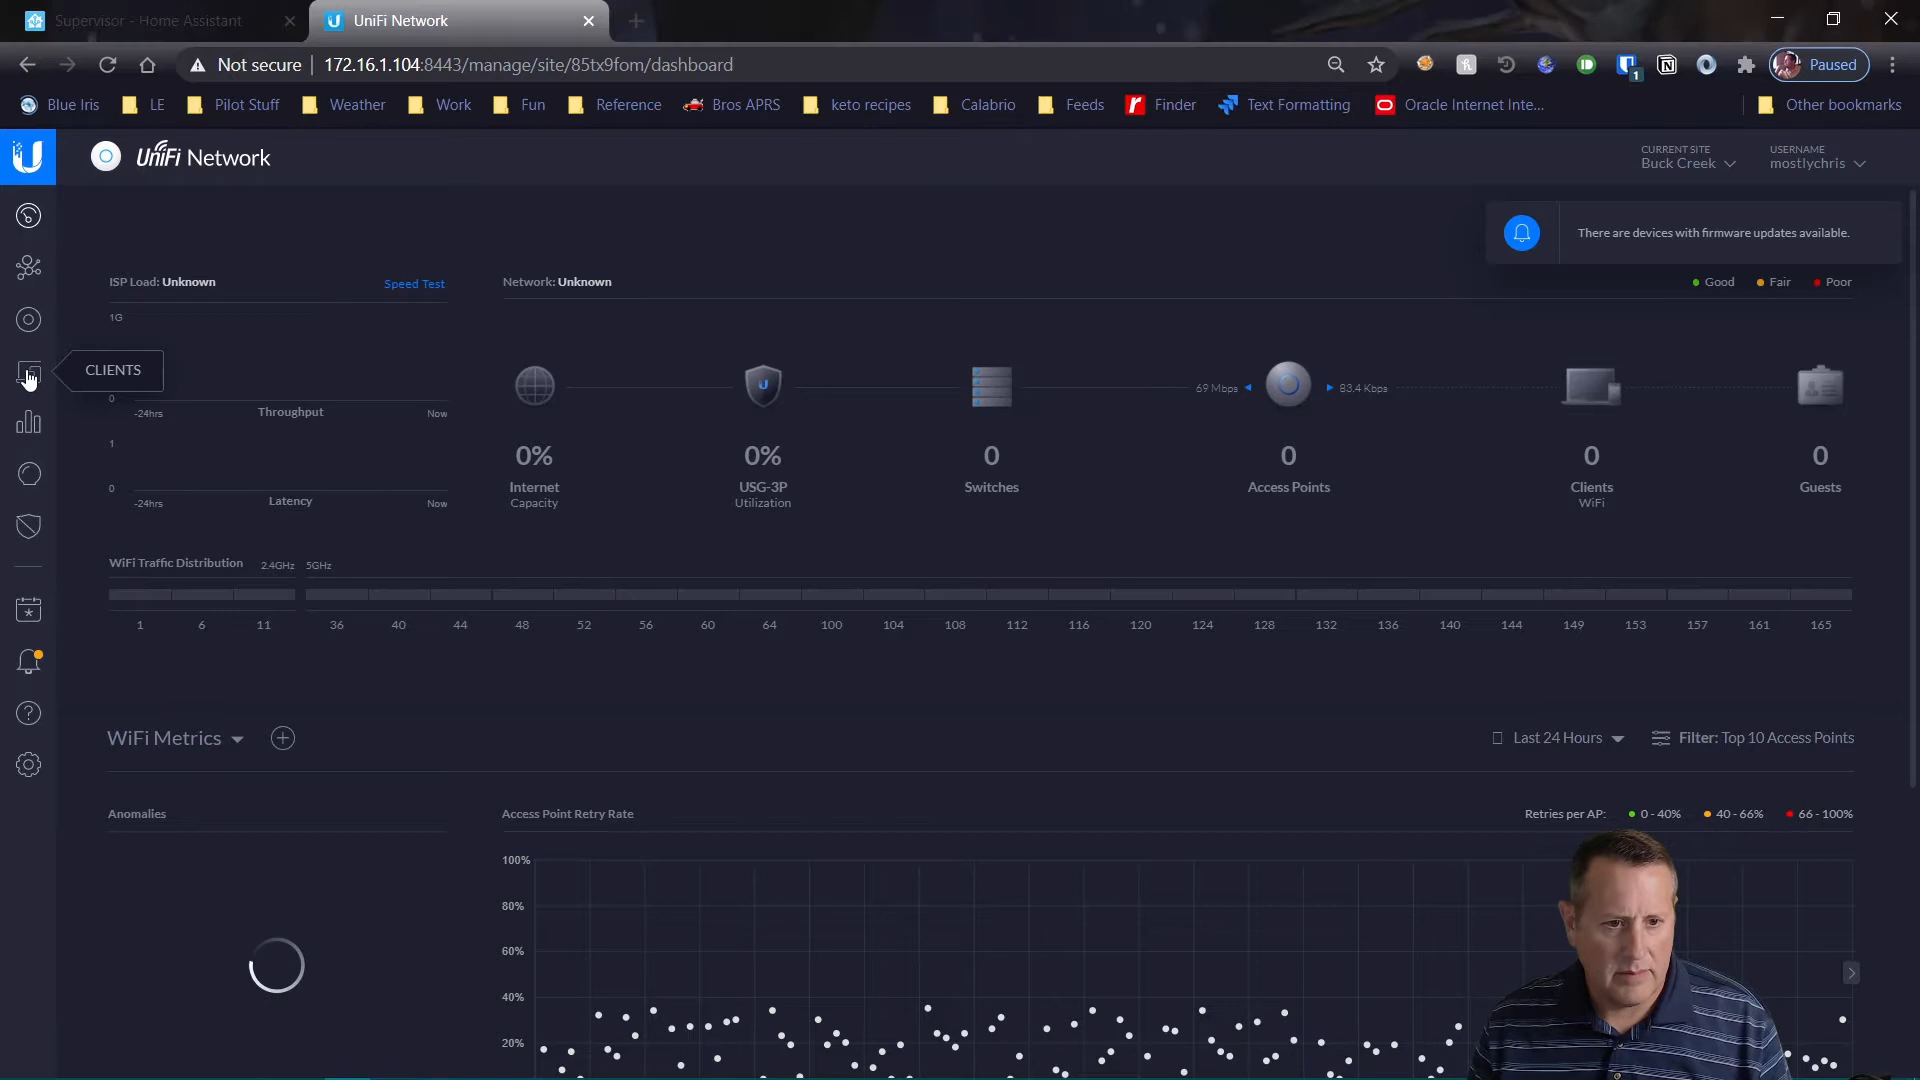 Supervisor - Home Assistant
UniFi Network
Not secure
172.16.1.104:8443/manage/site/85tx9fom/dashboard
1
Paused
Blue Iris
LE
Pilot Stuff
Weather
Work
Fun
Reference
Bros APRS
keto recipes
Calabrio
Feeds
Finder
Text Formatting
Oracle Internet Inte...
Other bookmarks
UniFi Network
CURRENT SITE
Buck Creek
USERNAME
mostlychris
There are devices with firmware updates available.
ISP Load: Unknown
Speed Test
Network: Unknown
Good
Fair
Poor
1G
CLIENTS
69 Mbps
83.4 Kbps
0
-24hrs
Throughput
Now
1
0
-24hrs
Latency
Now
0%
Internet
Capacity
0%
USG-3P
Utilization
0
Switches
0
Access Points
0
Clients
WiFi
0
Guests
WiFi Traffic Distribution
2.4GHz
5GHz
1 6 11 36 40 44 48 52 56 60 64 100 104 108 112 116 120 124 128 132 136 140 144 149 153 157 161 165
WiFi Metrics
Last 24 Hours
Filter: Top 10 Access Points
Anomalies
Access Point Retry Rate
Retries per AP:
0 - 40%
40 - 66%
66 - 100%
100%
80%
60%
40%
20%